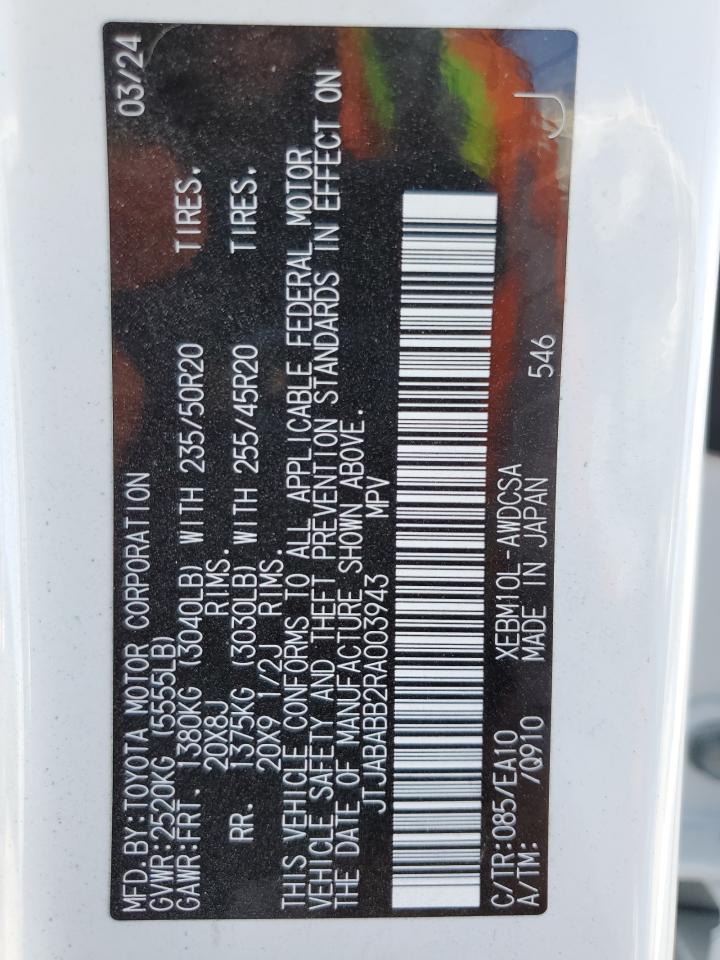 MFD.BY:TOYOTA MOTOR CORPORATION 03/24
GVWR:2520KG (5555LB)
GAWR:FRT. 1380KG (3040LB) WITH 235/50R20 TIRES.
20X8J RIMS.
RR. 1375KG (3030LB) WITH 255/45R20 TIRES.
20X9 1/2J RIMS.
THIS VEHICLE CONFORMS TO ALL APPLICABLE FEDERAL MOTOR
VEHICLE SAFETY AND THEFT PREVENTION STANDARDS IN EFFECT ON
THE DATE OF MANUFACTURE SHOWN ABOVE.
JTJABABB2RA003943 MPV
C/TR:085/EA10 XEBM10L-AWDCSA
A/TM: /Q910 MADE IN JAPAN 546
J